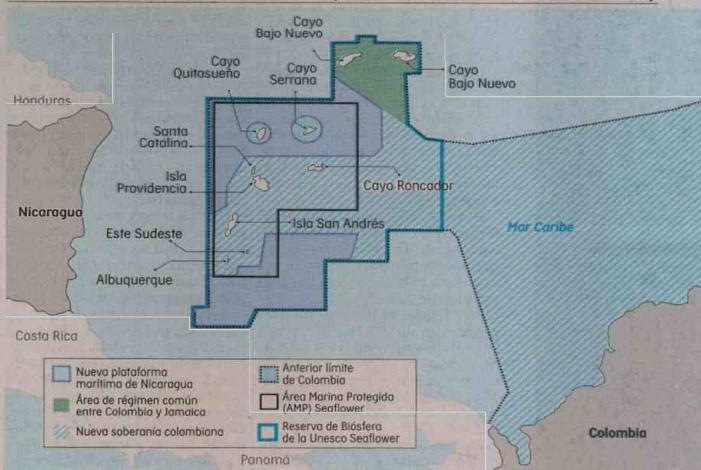 Cayo
Bajo Nuevo
Cayo
Quitasueño
Cayo
Serrana
Cayo
Bajo Nuevo
Honduras
Santa
Catalina
Isla
Providencia
Cayo Roncador
Nicaragua
Isla San Andrés
Mar Caribe
Este Sudeste
Albuquerque
Costa Rica
Nueva plataforma
marítima de Nicaragua
Área de régimen común
entre Colombia y Jamaica
Nueva soberanía colombiana
Anterior límite
de Colombia
Área Marina Protegida
(AMP) Seaflower
Reserva de Biósfera
de la Unesco Seaflower
Colombia
Panamá